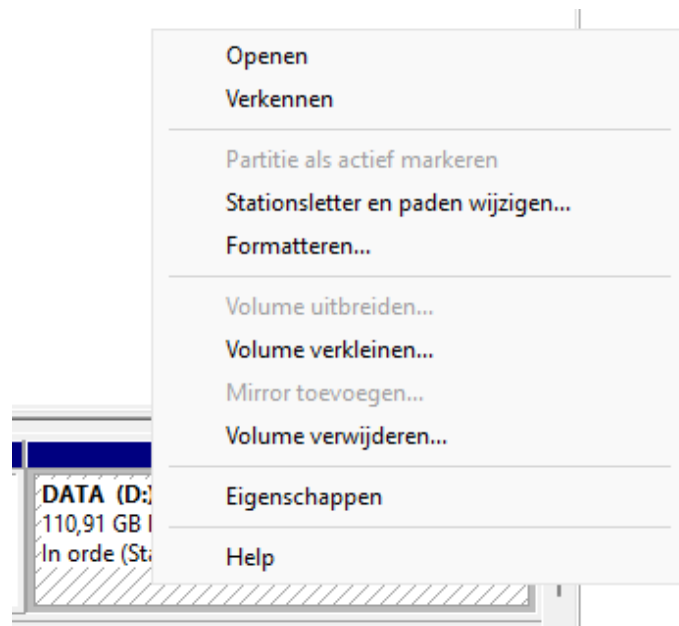 Openen
Verkennen
Partitie als actief markeren
Stationsletter en paden wijzigen...
Formatteren...
Volume uitbreiden...
Volume verkleinen...
Mirror toevoegen...
Volume verwijderen...
Eigenschappen
Help
DATA (D:)
110,91 GB
In orde